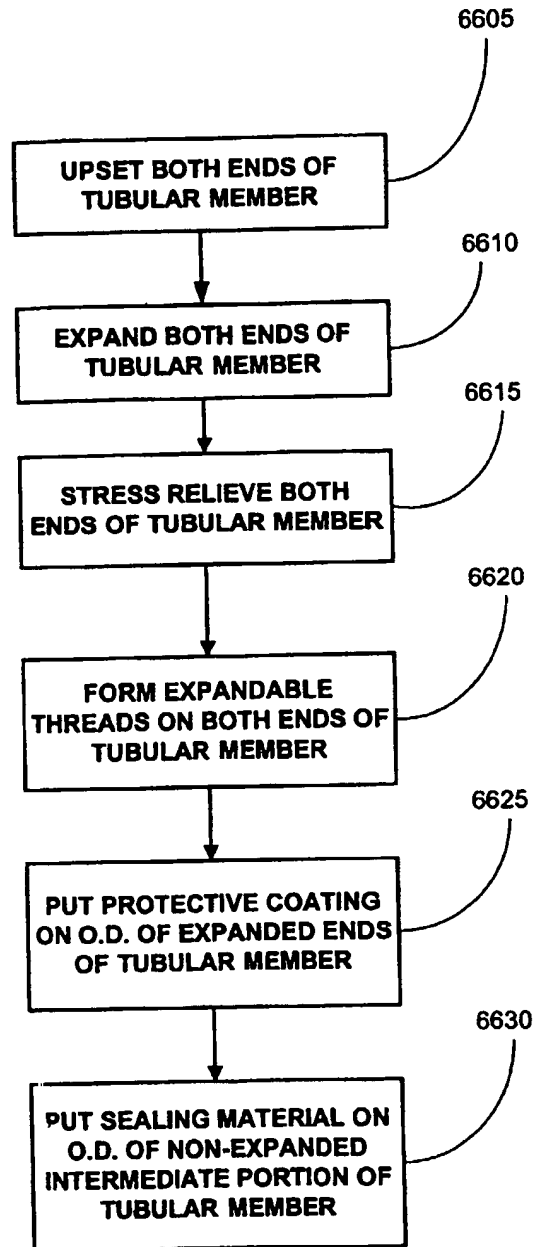 6605
UPSET BOTH ENDS OF
TUBULAR MEMBER
6610
EXPAND BOTH ENDS OF
TUBULAR MEMBER
6615
STRESS RELIEVE BOTH
ENDS OF TUBULAR MEMBER
6620
FORM EXPANDABLE
THREADS ON BOTH ENDS OF
TUBULAR MEMBER
6625
PUT PROTECTIVE COATING
ON O.D. OF EXPANDED ENDS
OF TUBULAR MEMBER
6630
PUT SEALING MATERIAL ON
O.D. OF NON-EXPANDED
INTERMEDIATE PORTION OF
TUBULAR MEMBER